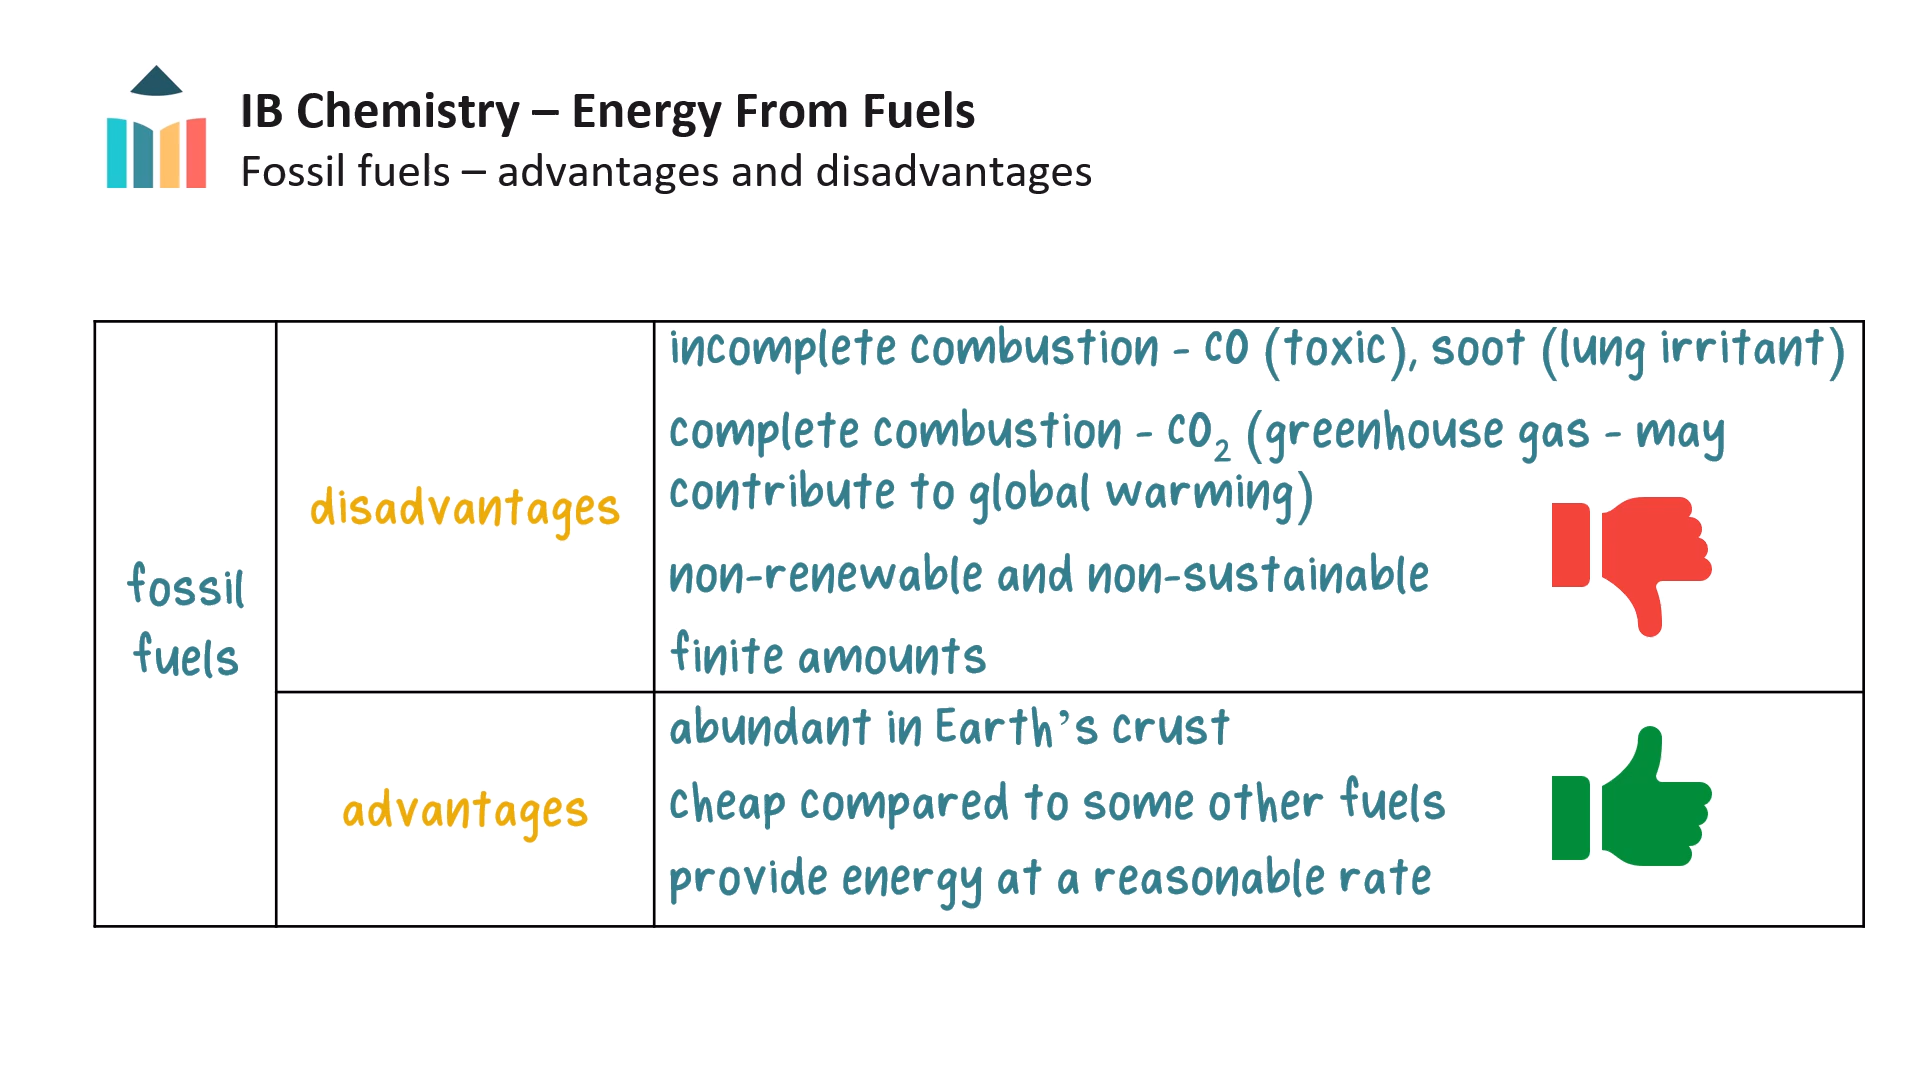 IB Chemistry – Energy From Fuels
Fossil fuels – advantages and disadvantages
fossil
fuels
disadvantages
incomplete combustion - CO (toxic), soot (lung irritant)
complete combustion - CO₂ (greenhouse gas - may
contribute to global warming)
non-renewable and non-sustainable
finite amounts
advantages
abundant in Earth’s crust
cheap compared to some other fuels
provide energy at a reasonable rate